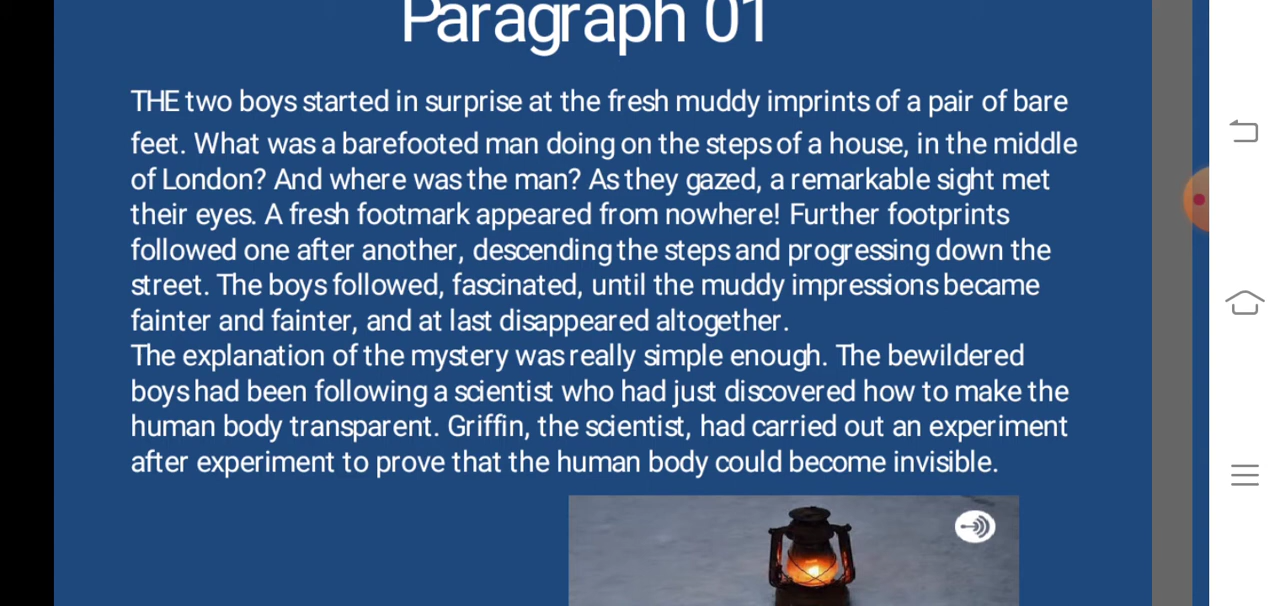 Paragraph 01
THE two boys started in surprise at the fresh muddy imprints of a pair of bare
feet. What was a barefooted man doing on the steps of a house, in the middle
of London? And where was the man? As they gazed, a remarkable sight met
their eyes. A fresh footmark appeared from nowhere! Further footprints
followed one after another, descending the steps and progressing down the
street. The boys followed, fascinated, until the muddy impressions became
fainter and fainter, and at last disappeared altogether.
The explanation of the mystery was really simple enough. The bewildered
boys had been following a scientist who had just discovered how to make the
human body transparent. Griffin, the scientist, had carried out an experiment
after experiment to prove that the human body could become invisible.